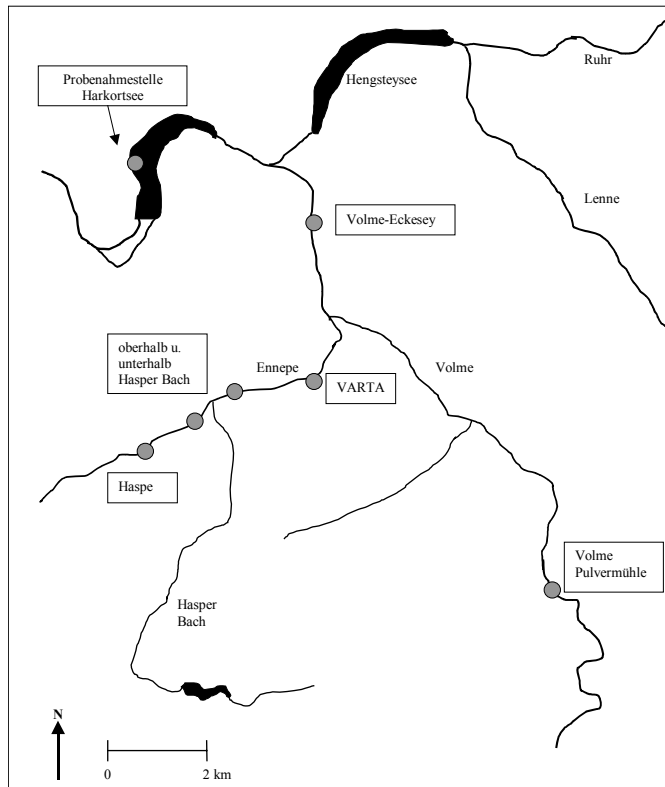 Probenahmestelle
Harkortsee
Hengsteysee
Ruhr
Lenne
Volme-Eckesey
oberhalb u.
unterhalb
Hasper Bach
Ennepe
Volme
VARTA
Haspe
Volme
Pulvermühle
Hasper
Bach
N
0
2 km